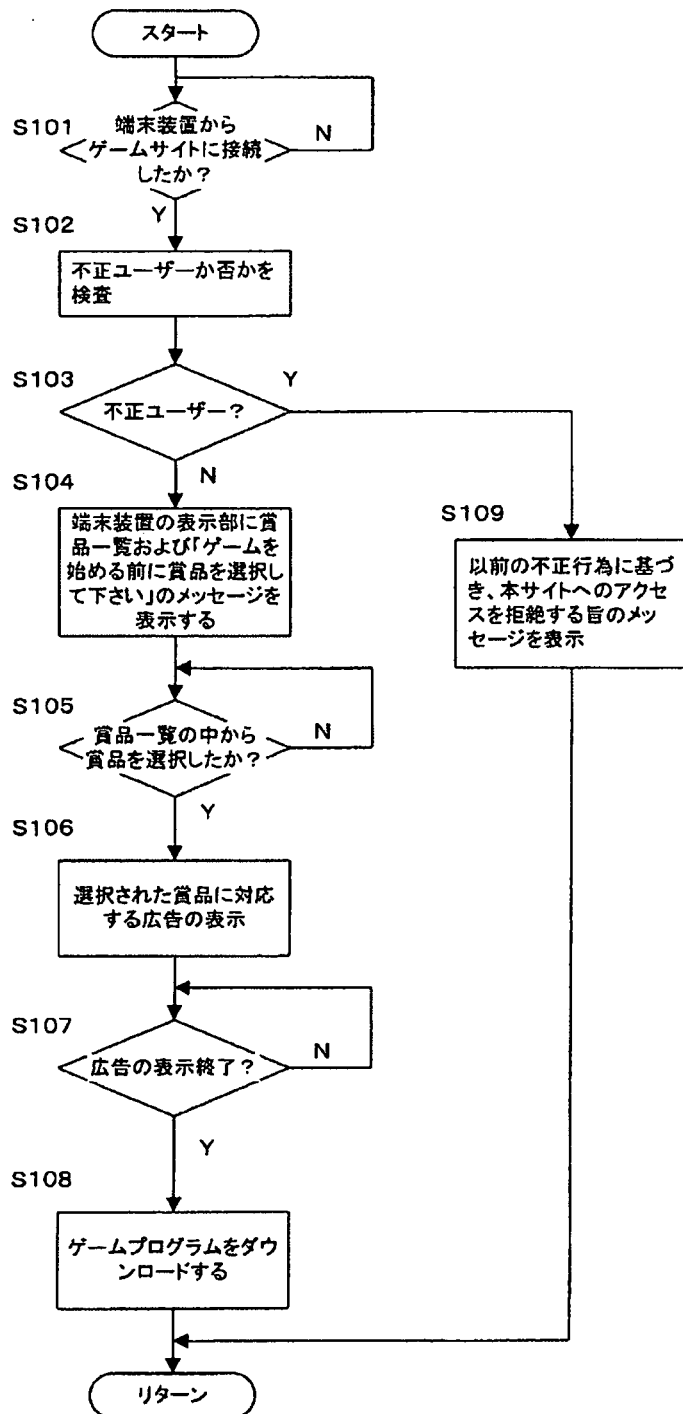 スタート
S101
端末装置から
ゲームサイトに接続
したか？
N
Y
S102
不正ユーザーか否かを
検査
S103
Y
不正ユーザー？
N
S104
端末装置の表示部に賞
品一覧および「ゲームを
始める前に賞品を選択し
て下さい」のメッセージを
表示する
S109
以前の不正行為に基づ
き、本サイトへのアクセ
スを拒絶する旨のメッ
セージを表示
S105
賞品一覧の中から
賞品を選択したか？
N
Y
S106
選択された賞品に対応
する広告の表示
S107
広告の表示終了？
N
Y
S108
ゲームプログラムをダウ
ンロードする
リターン